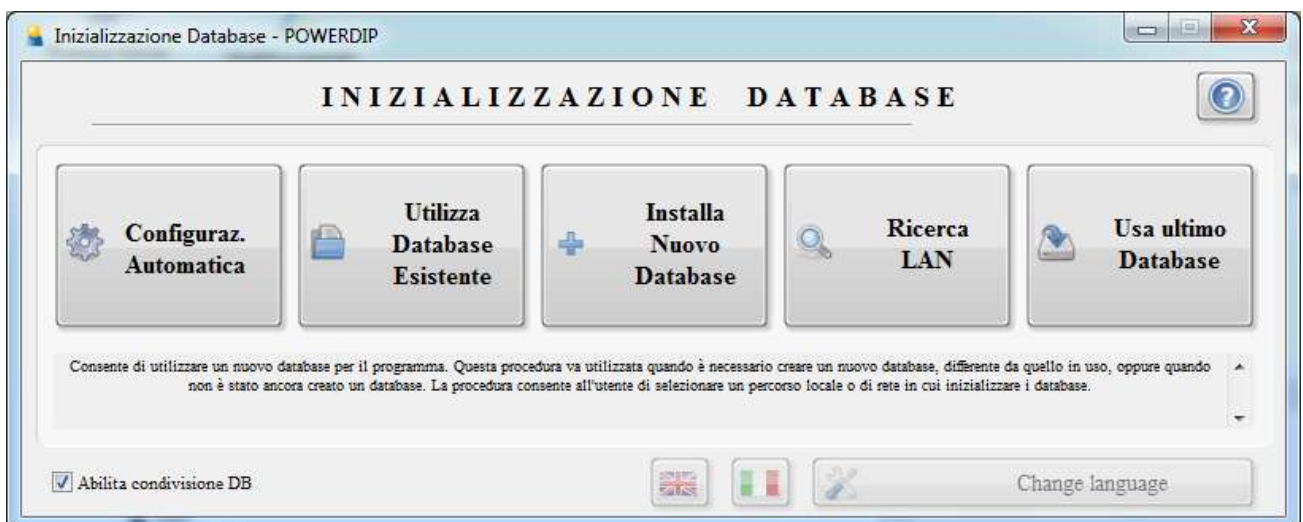 Inizializzazione Database - POWERDIP
INIZIALIZZAZIONE DATABASE
Configuraz.
Automatica
Utilizza
Database
Esistente
Installa
Nuovo
Database
Ricerca
LAN
Usa ultimo
Database
Consente di utilizzare un nuovo database per il programma. Questa procedura va utilizzata quando è necessario creare un nuovo database, differente da quello in uso, oppure quando
non è stato ancora creato un database. La procedura consente all'utente di selezionare un percorso locale o di rete in cui inizializzare i database.
Abilita condivisione DB
Change language